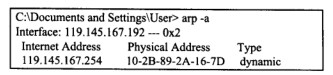 C:\Documents and Settings\User> arp -a
Interface: 119.145.167.192 --- 0x2
Internet Address Physical Address Type
119.145.167.254 10-2B-89-2A-16-7D dynamic